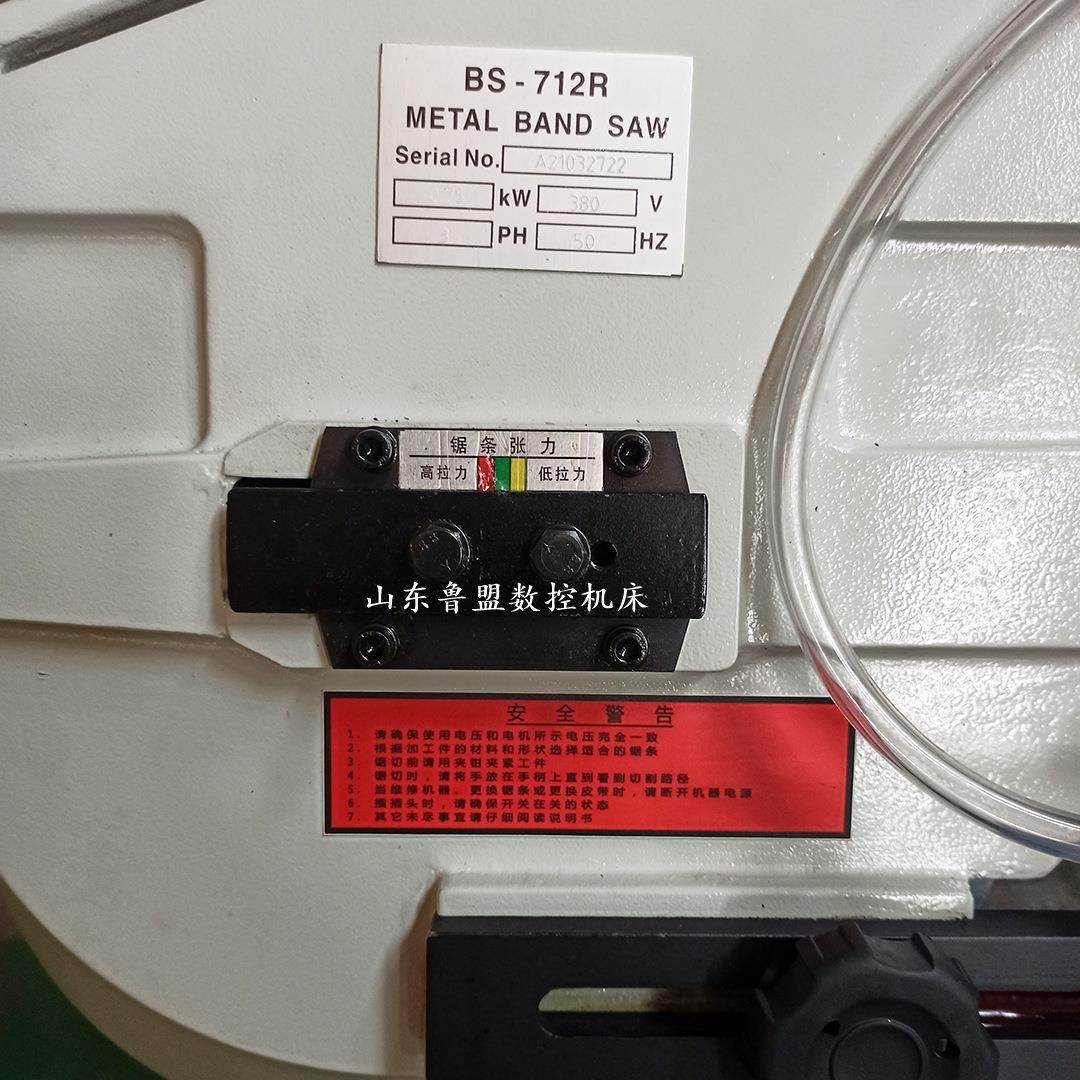 BS - 712R
METAL BAND SAW
Serial No. A21032722
kW 380 V
3 PH 50 HZ
锯条张力
高拉力 低拉力
山东鲁盟数控机床
安全警告
1. 请确保使用电压和电机所示电压完全一致
2. 根据加工件的材料和形状选择适合的锯条
3. 锯切前请用夹钳夹紧工件
4. 锯切时，请将手放在手柄上直到看到切割路径
5. 当维修机器、更换锯条或更换皮带时，请断开机器电源
6. 插插头时，请确保开关在关的状态
7. 其它未尽事宜请仔细阅读说明书